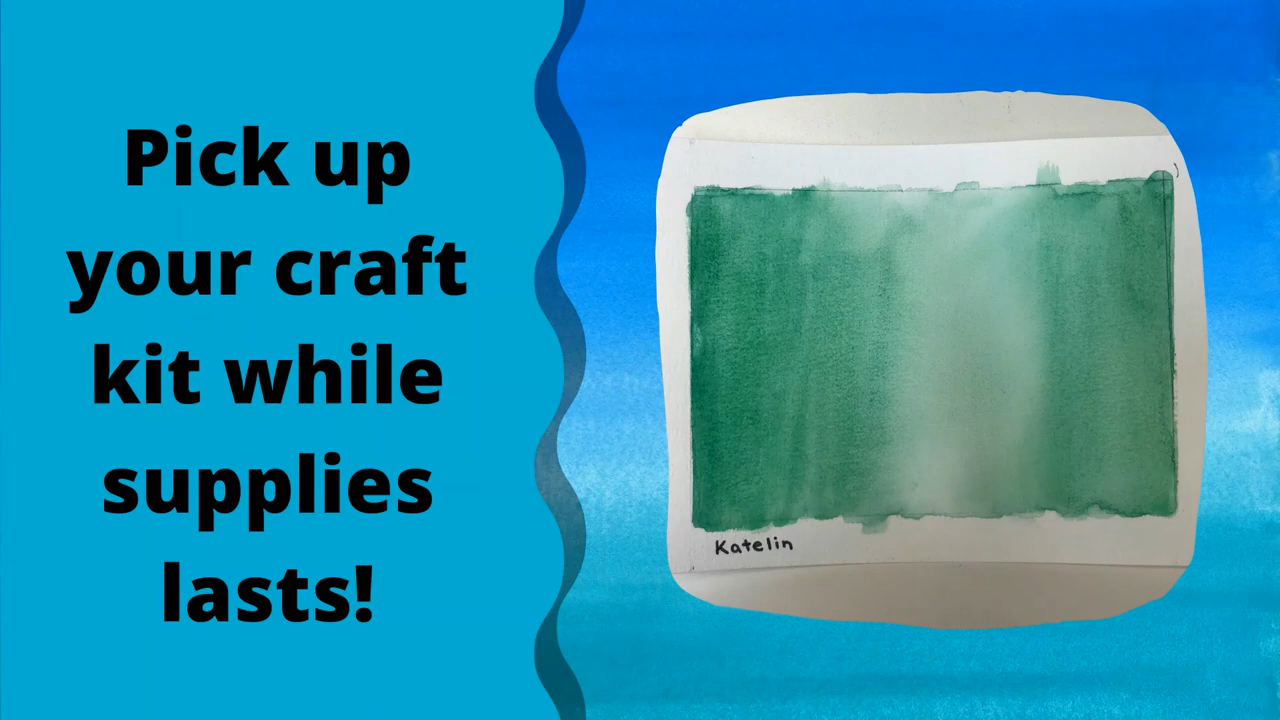 Pick up
your craft
kit while
supplies
lasts!
Katelin